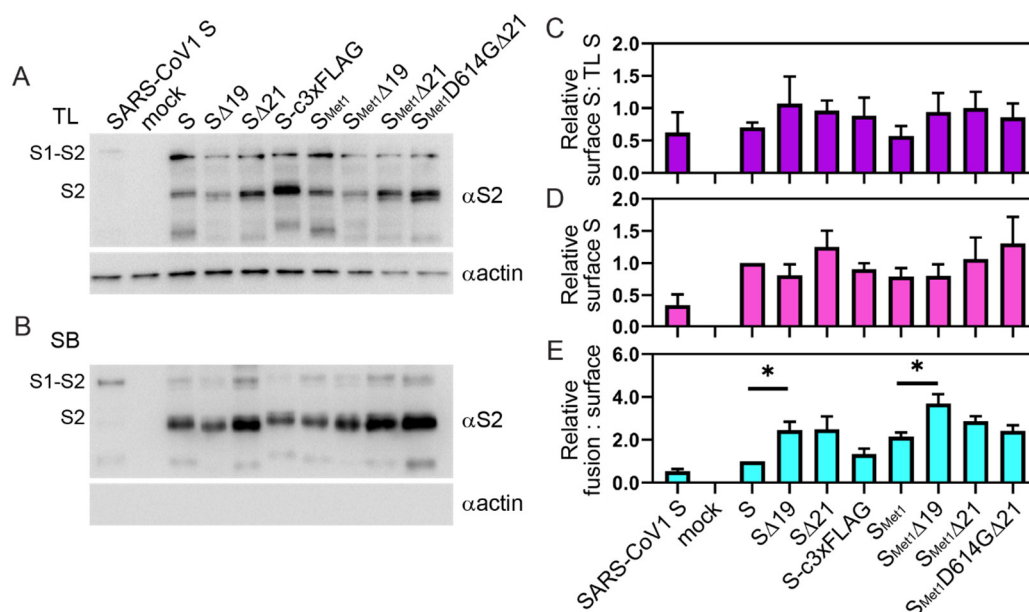 A
TL
SARS-CoV1 S
mock
S
SΔ19
SΔ21
S-c3xFLAG
SMet1
SMet1Δ19
SMet1Δ21
SMet1D614GΔ21
S1-S2
S2
αS2
αactin
B
SB
S1-S2
S2
αS2
αactin
C
Relative
surface S: TL S
2.0
1.5
1.0
0.5
0.0
D
Relative
surface S
2.0
1.5
1.0
0.5
0.0
E
Relative
fusion : surface
6.0
4.0
2.0
0.0
*
*
SARS-CoV1 S
mock
S
SΔ19
SΔ21
S-c3xFLAG
SMet1
SMet1Δ19
SMet1Δ21
SMet1D614GΔ21